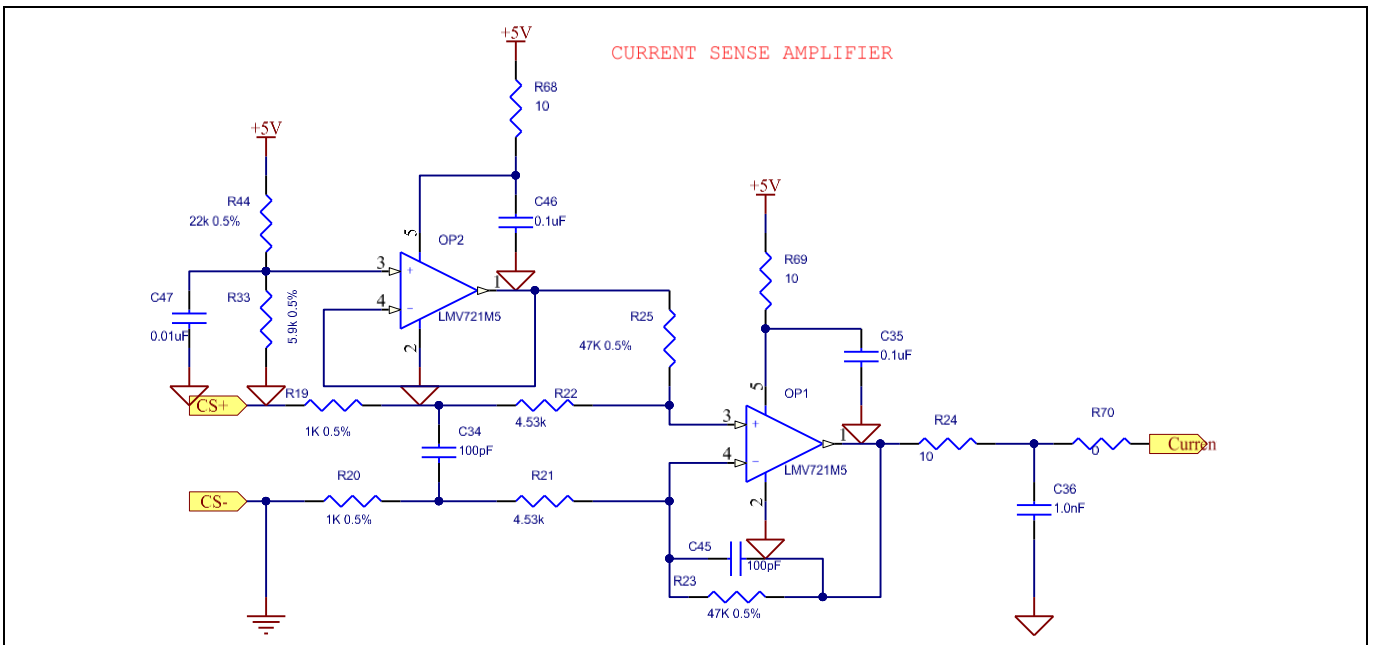 CURRENT SENSE AMPLIFIER
+5V
R68
10
+5V
R44
22k 0.5%
C46
0.1uF
+5V
5
OP2
3
+
1
4
-
LMV721M5
2
C47
0.01uF
R33
5.9k 0.5%
R69
10
R25
47K 0.5%
C35
0.1uF
CS+
R19
1K 0.5%
R22
4.53k
C34
100pF
5
OP1
3
+
1
4
-
LMV721M5
2
R24
10
R70
0
Curren
CS-
R20
1K 0.5%
R21
4.53k
C36
1.0nF
C45
100pF
R23
47K 0.5%